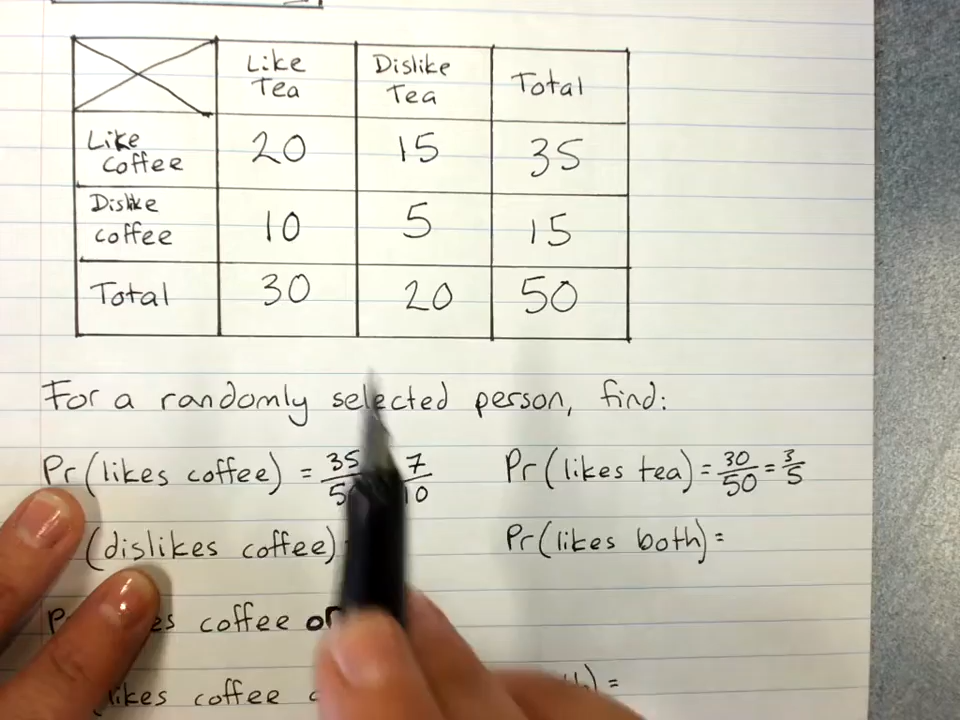 Like Tea Dislike Tea Total
Like coffee 20 15 35
Dislike coffee 10 5 15
Total 30 20 50
For a randomly selected person, find:
Pr(likes coffee) = 35/50 7/10 Pr(likes tea) = 30/50 = 3/5
(dislikes coffee) Pr(likes both) =
coffee or
likes coffee ) =